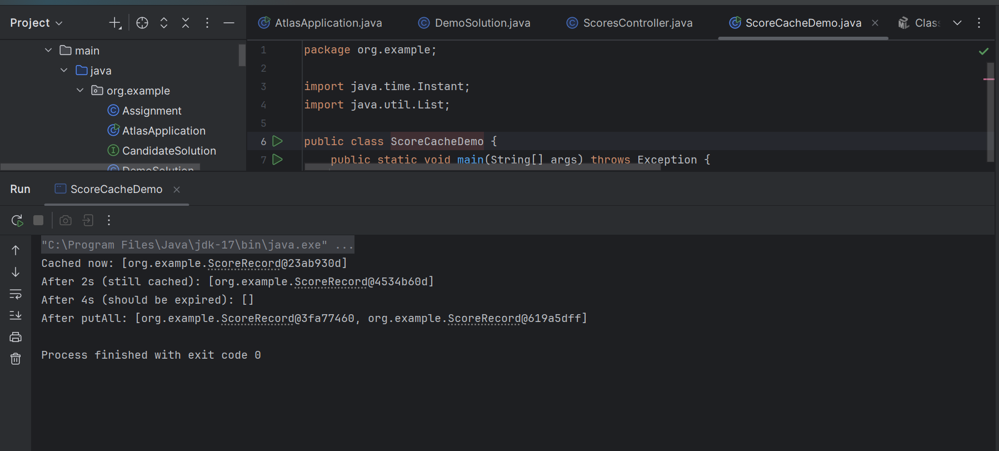 Project
AtlasApplication.java
DemoSolution.java
ScoresController.java
ScoreCacheDemo.java
main
java
org.example
Assignment
AtlasApplication
CandidateSolution
DemoSolution
1 package org.example;
2
3 import java.time.Instant;
4 import java.util.List;
5
6 public class ScoreCacheDemo {
7 public static void main(String[] args) throws Exception {
Run
ScoreCacheDemo
"C:\Program Files\Java\jdk-17\bin\java.exe" ...
Cached now: [org.example.ScoreRecord@23ab930d]
After 2s (still cached): [org.example.ScoreRecord@4534b60d]
After 4s (should be expired): []
After putAll: [org.example.ScoreRecord@3fa77460, org.example.ScoreRecord@619a5dff]
Process finished with exit code 0